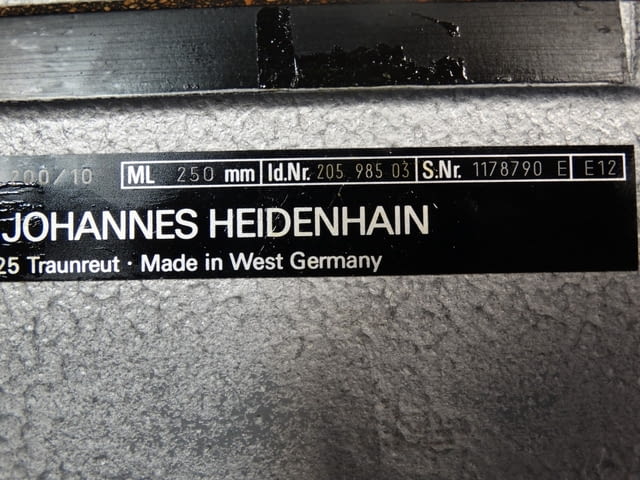 200/10 ML 250 mm Id.Nr. 205 985 03 S.Nr. 1178790 E E12
JOHANNES HEIDENHAIN
25 Traunreut · Made in West Germany